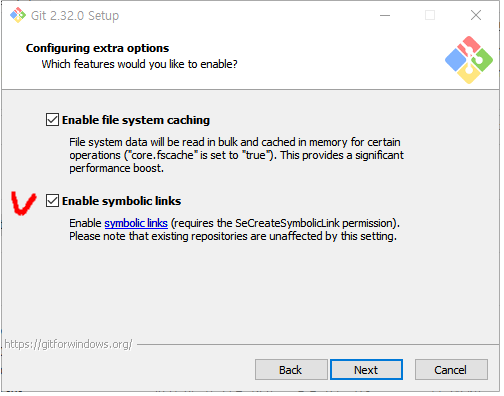 Git 2.32.0 Setup
Configuring extra options
Which features would you like to enable?
Enable file system caching
File system data will be read in bulk and cached in memory for certain
operations ("core.fscache" is set to "true"). This provides a significant
performance boost.
Enable symbolic links
Enable symbolic links (requires the SeCreateSymbolicLink permission).
Please note that existing repositories are unaffected by this setting.
https://gitforwindows.org/
Back Next Cancel